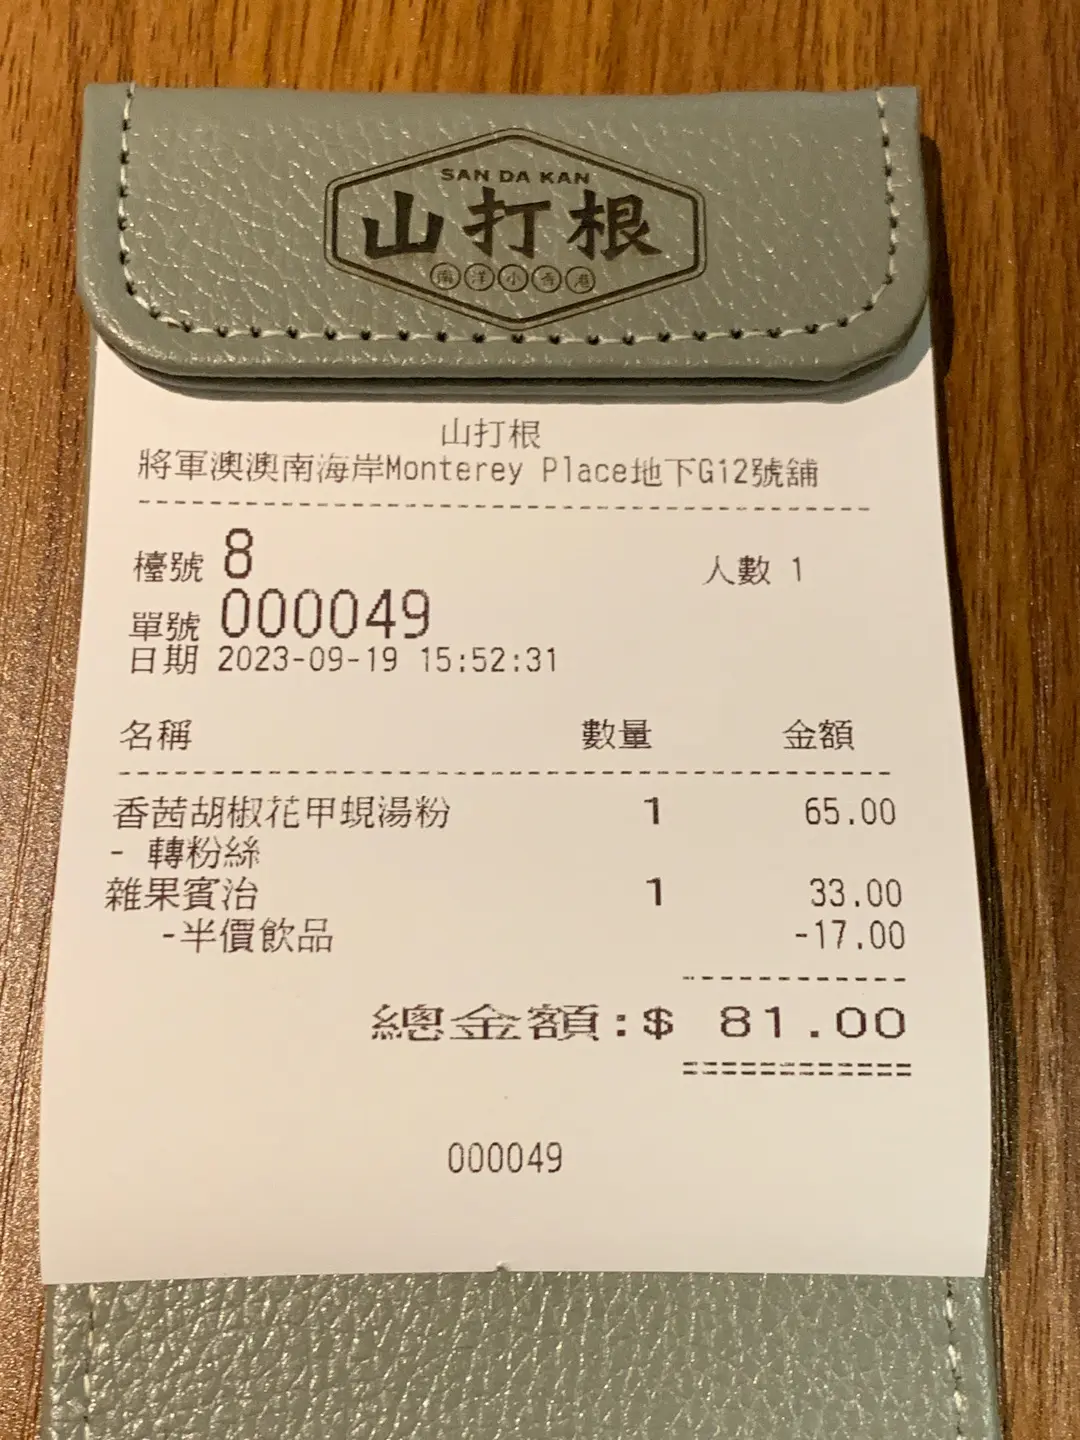 SAN DA KAN
山打根
南洋小香港
山打根
將軍澳澳南海岸Monterey Place地下G12號舖
檯號 8 人數 1
單號 000049
日期 2023-09-19 15:52:31
名稱 數量 金額
香茜胡椒花甲蜆湯粉 1 65.00
- 轉粉絲
雜果賓治 1 33.00
-半價飲品 -17.00
總金額:$ 81.00
000049